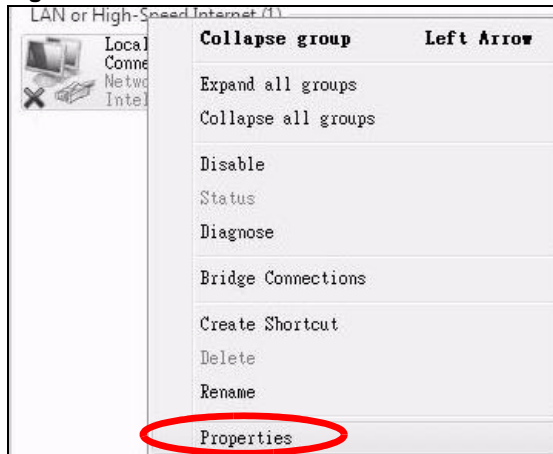 LAN or High-Speed Internet (1)
Collapse group Left Arrow
Local
Conne
Netwo
Intel
Expand all groups
Collapse all groups
Disable
Status
Diagnose
Bridge Connections
Create Shortcut
Delete
Rename
Properties